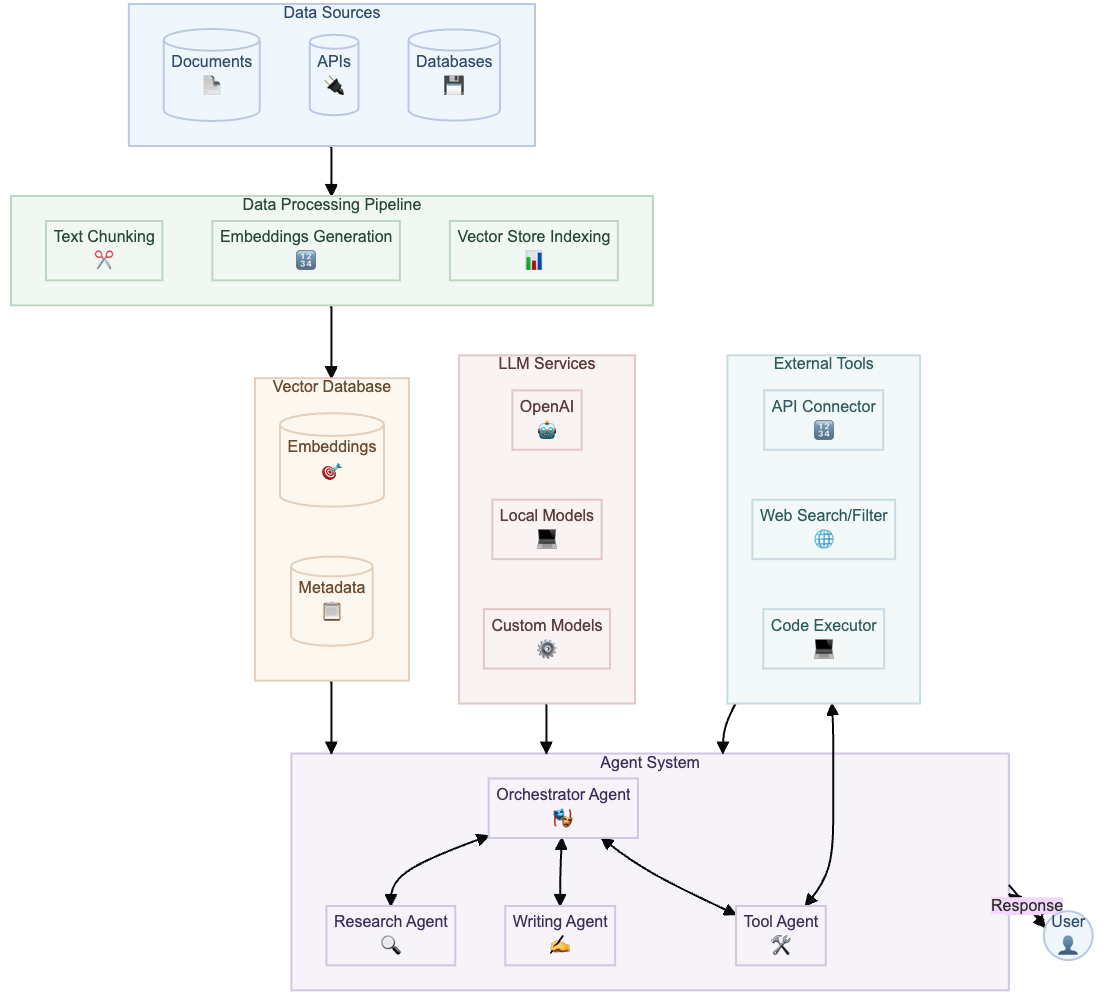 Data Sources
Documents
APIs
Databases
Data Processing Pipeline
Text Chunking
Embeddings Generation
Vector Store Indexing
Vector Database
Embeddings
Metadata
LLM Services
OpenAI
Local Models
Custom Models
External Tools
API Connector
Web Search/Filter
Code Executor
Agent System
Orchestrator Agent
Research Agent
Writing Agent
Tool Agent
Response
User